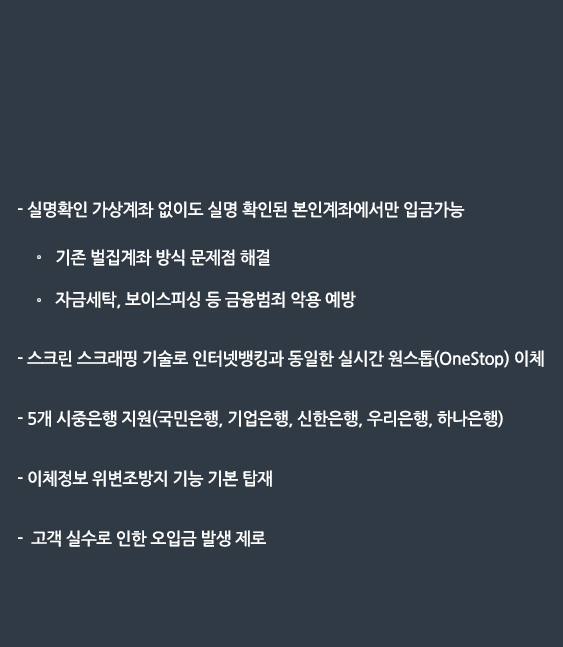 - 실명확인 가상계좌 없이도 실명 확인된 본인계좌에서만 입금가능
◦ 기존 벌집계좌 방식 문제점 해결
◦ 자금세탁, 보이스피싱 등 금융범죄 악용 예방
- 스크린 스크래핑 기술로 인터넷뱅킹과 동일한 실시간 원스톱(OneStop) 이체
- 5개 시중은행 지원(국민은행, 기업은행, 신한은행, 우리은행, 하나은행)
- 이체정보 위변조방지 기능 기본 탑재
- 고객 실수로 인한 오입금 발생 제로